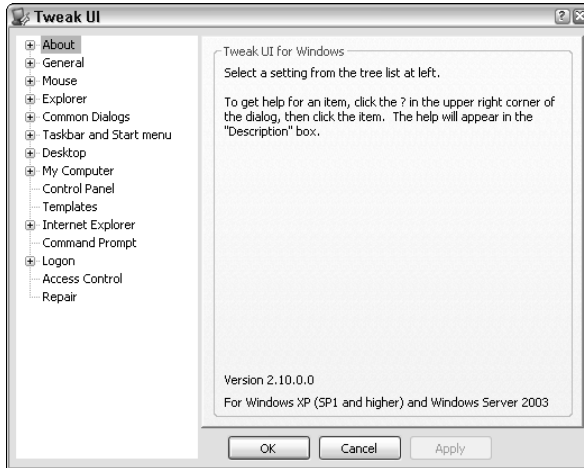 Tweak UI
About
General
Mouse
Explorer
Common Dialogs
Taskbar and Start menu
Desktop
My Computer
Control Panel
Templates
Internet Explorer
Command Prompt
Logon
Access Control
Repair
Tweak UI for Windows
Select a setting from the tree list at left.
To get help for an item, click the ? in the upper right corner of
the dialog, then click the item. The help will appear in the
"Description" box.
Version 2.10.0.0
For Windows XP (SP1 and higher) and Windows Server 2003
OK
Cancel
Apply